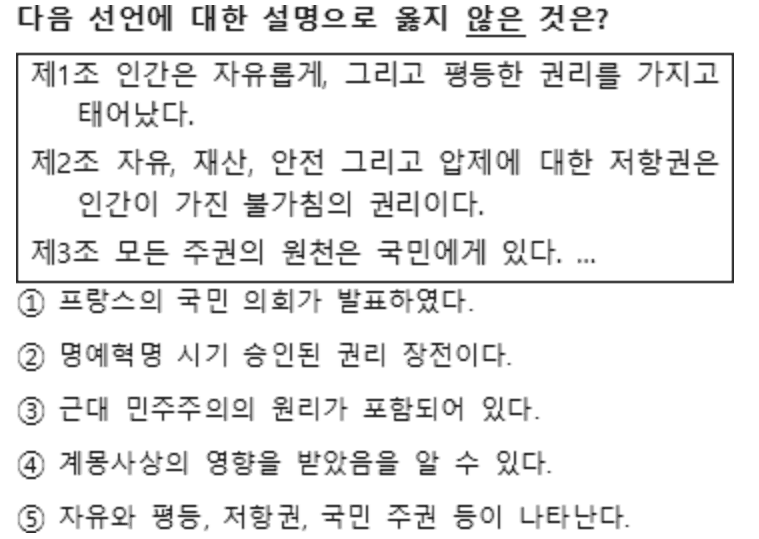 다음 선언에 대한 설명으로 옳지 않은 것은?
제1조 인간은 자유롭게, 그리고 평등한 권리를 가지고
태어났다.
제2조 자유, 재산, 안전 그리고 압제에 대한 저항권은
인간이 가진 불가침의 권리이다.
제3조 모든 주권의 원천은 국민에게 있다. ...
① 프랑스의 국민 의회가 발표하였다.
② 명예혁명 시기 승인된 권리 장전이다.
③ 근대 민주주의의 원리가 포함되어 있다.
④ 계몽사상의 영향을 받았음을 알 수 있다.
⑤ 자유와 평등, 저항권, 국민 주권 등이 나타난다.